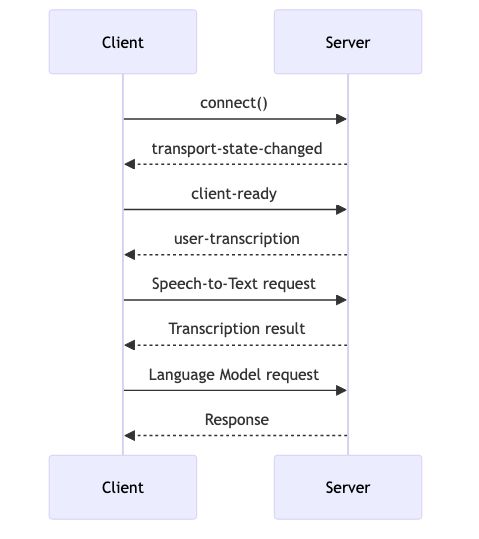 Client
Server
connect()
transport-state-changed
client-ready
user-transcription
Speech-to-Text request
Transcription result
Language Model request
Response
Client
Server